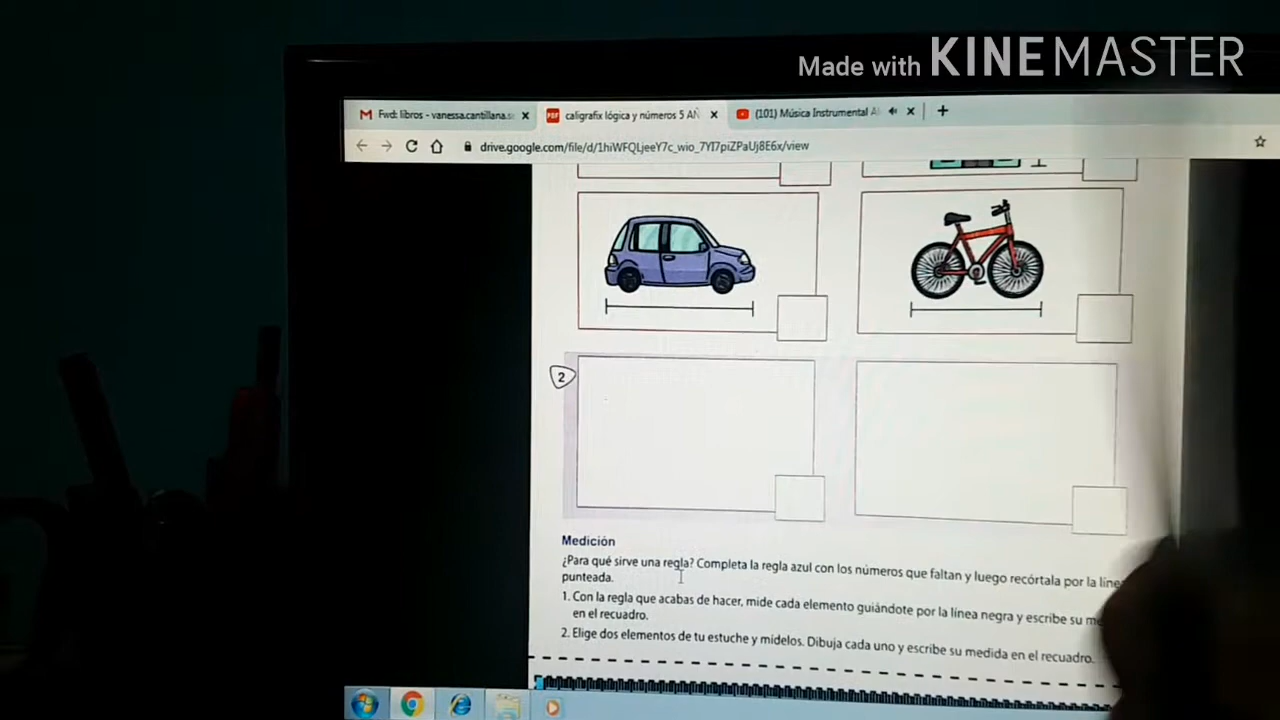 Made with KINEMASTER
Fwd: libros - vanessa.cantillana.s
caligrafix lógica y números 5 AÑ
(101) Música Instrumental Al
drive.google.com/file/d/1hiWFQLjeeY7c_wio_7YI7piZPaUj8E6x/view
2
Medición
¿Para qué sirve una regla? Completa la regla azul con los números que faltan y luego recórtala por la línea
punteada.
1. Con la regla que acabas de hacer, mide cada elemento guiándote por la línea negra y escribe su me
en el recuadro.
2. Elige dos elementos de tu estuche y mídelos. Dibuja cada uno y escribe su medida en el recuadro.